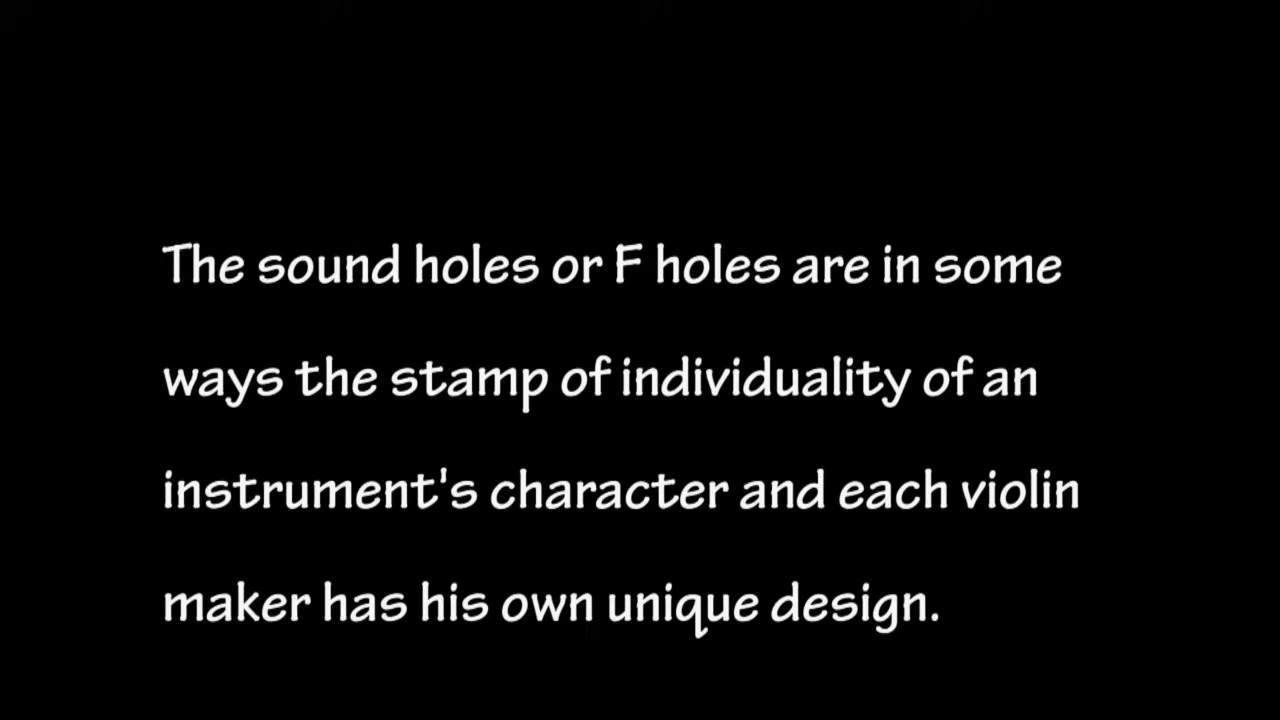 The sound holes or F holes are in some
ways the stamp of individuality of an
instrument's character and each violin
maker has his own unique design.